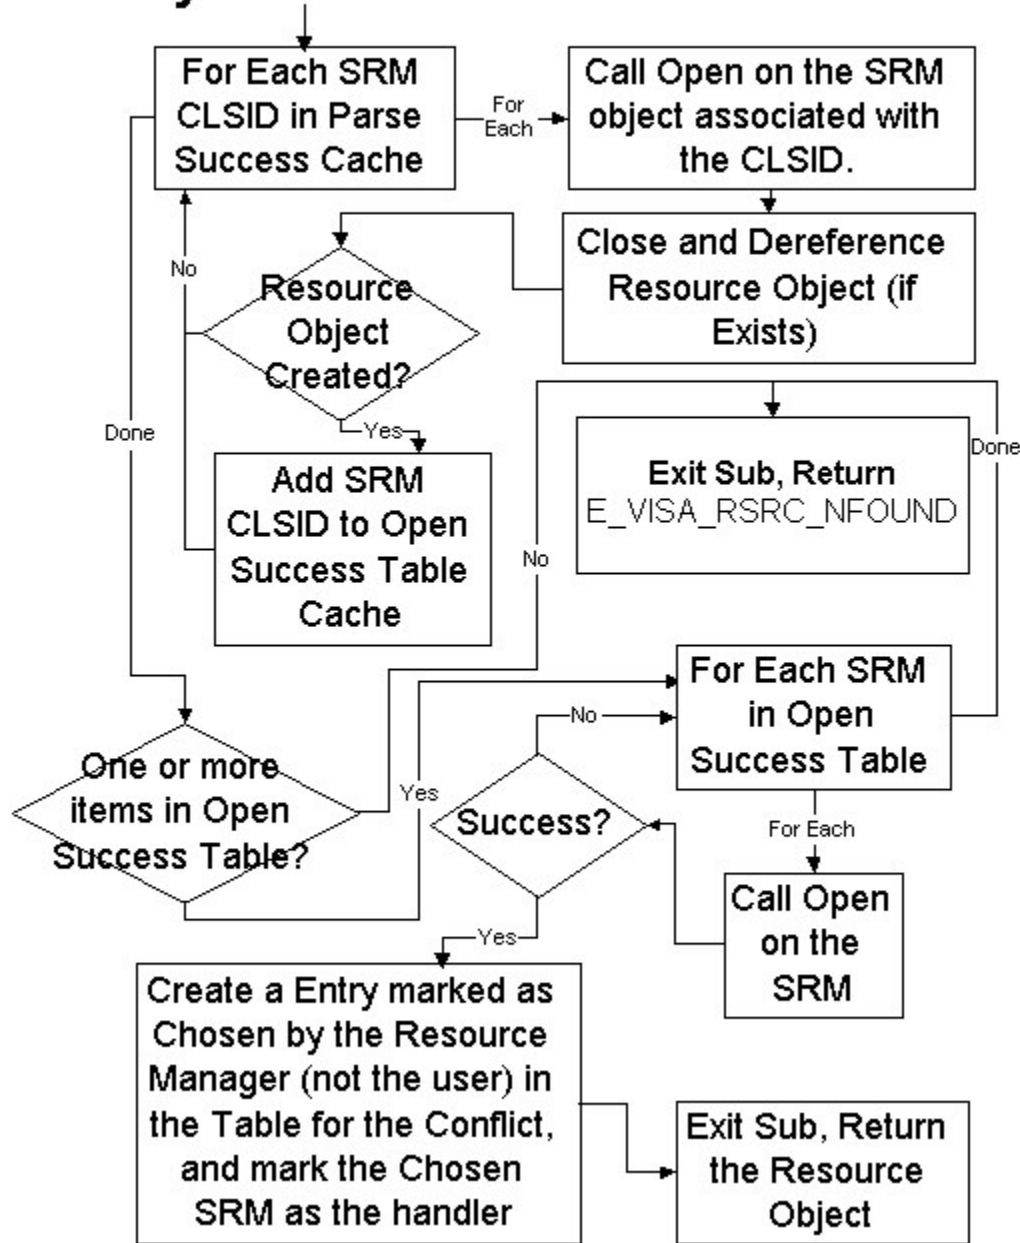 For Each SRM
CLSID in Parse
Success Cache
For
Each
Call Open on the SRM
object associated with
the CLSID.
Close and Dereference
Resource Object (if
Exists)
No
Resource
Object
Created?
Yes
Done
Add SRM
CLSID to Open
Success Table
Cache
Exit Sub, Return
E_VISA_RSRC_NFOUND
Done
No
For Each SRM
in Open
Success Table
No
One or more
items in Open
Success Table?
Yes
Success?
For Each
Call Open
on the
SRM
Yes
Create a Entry marked as
Chosen by the Resource
Manager (not the user) in
the Table for the Conflict,
and mark the Chosen
SRM as the handler
Exit Sub, Return
the Resource
Object